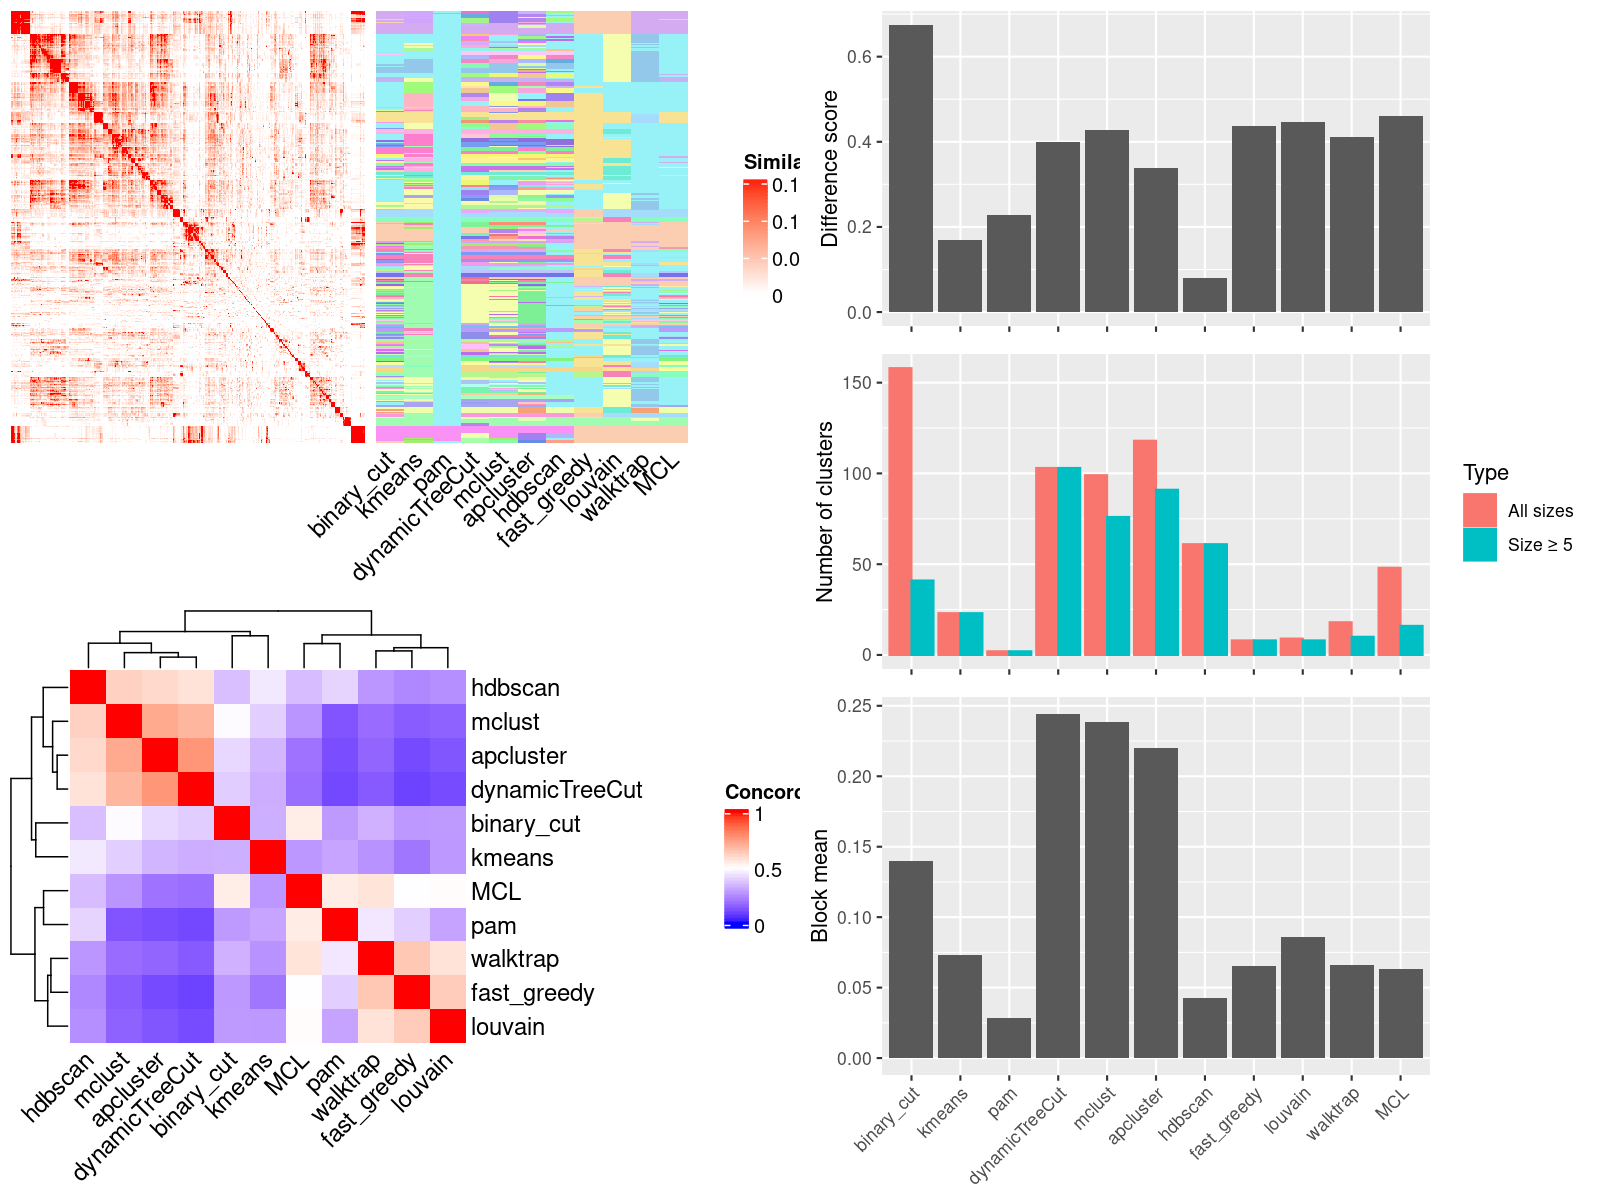 Simila
0.1
0.1
0.0
0
binary_cut
kmeans
pam
dynamicTreeCut
mclust
apcluster
hdbscan
fast_greedy
louvain
walktrap
MCL
hdbscan
mclust
apcluster
dynamicTreeCut
binary_cut
kmeans
MCL
pam
walktrap
fast_greedy
louvain
hdbscan
mclust
apcluster
dynamicTreeCut
binary_cut
kmeans
MCL
pam
walktrap
fast_greedy
louvain
Concord
1
0.5
0
Difference score
0.6
0.4
0.2
0.0
Number of clusters
150
100
50
0
Type
All sizes
Size ≥ 5
Block mean
0.25
0.20
0.15
0.10
0.05
0.00
binary_cut
kmeans
pam
dynamicTreeCut
mclust
apcluster
hdbscan
fast_greedy
louvain
walktrap
MCL